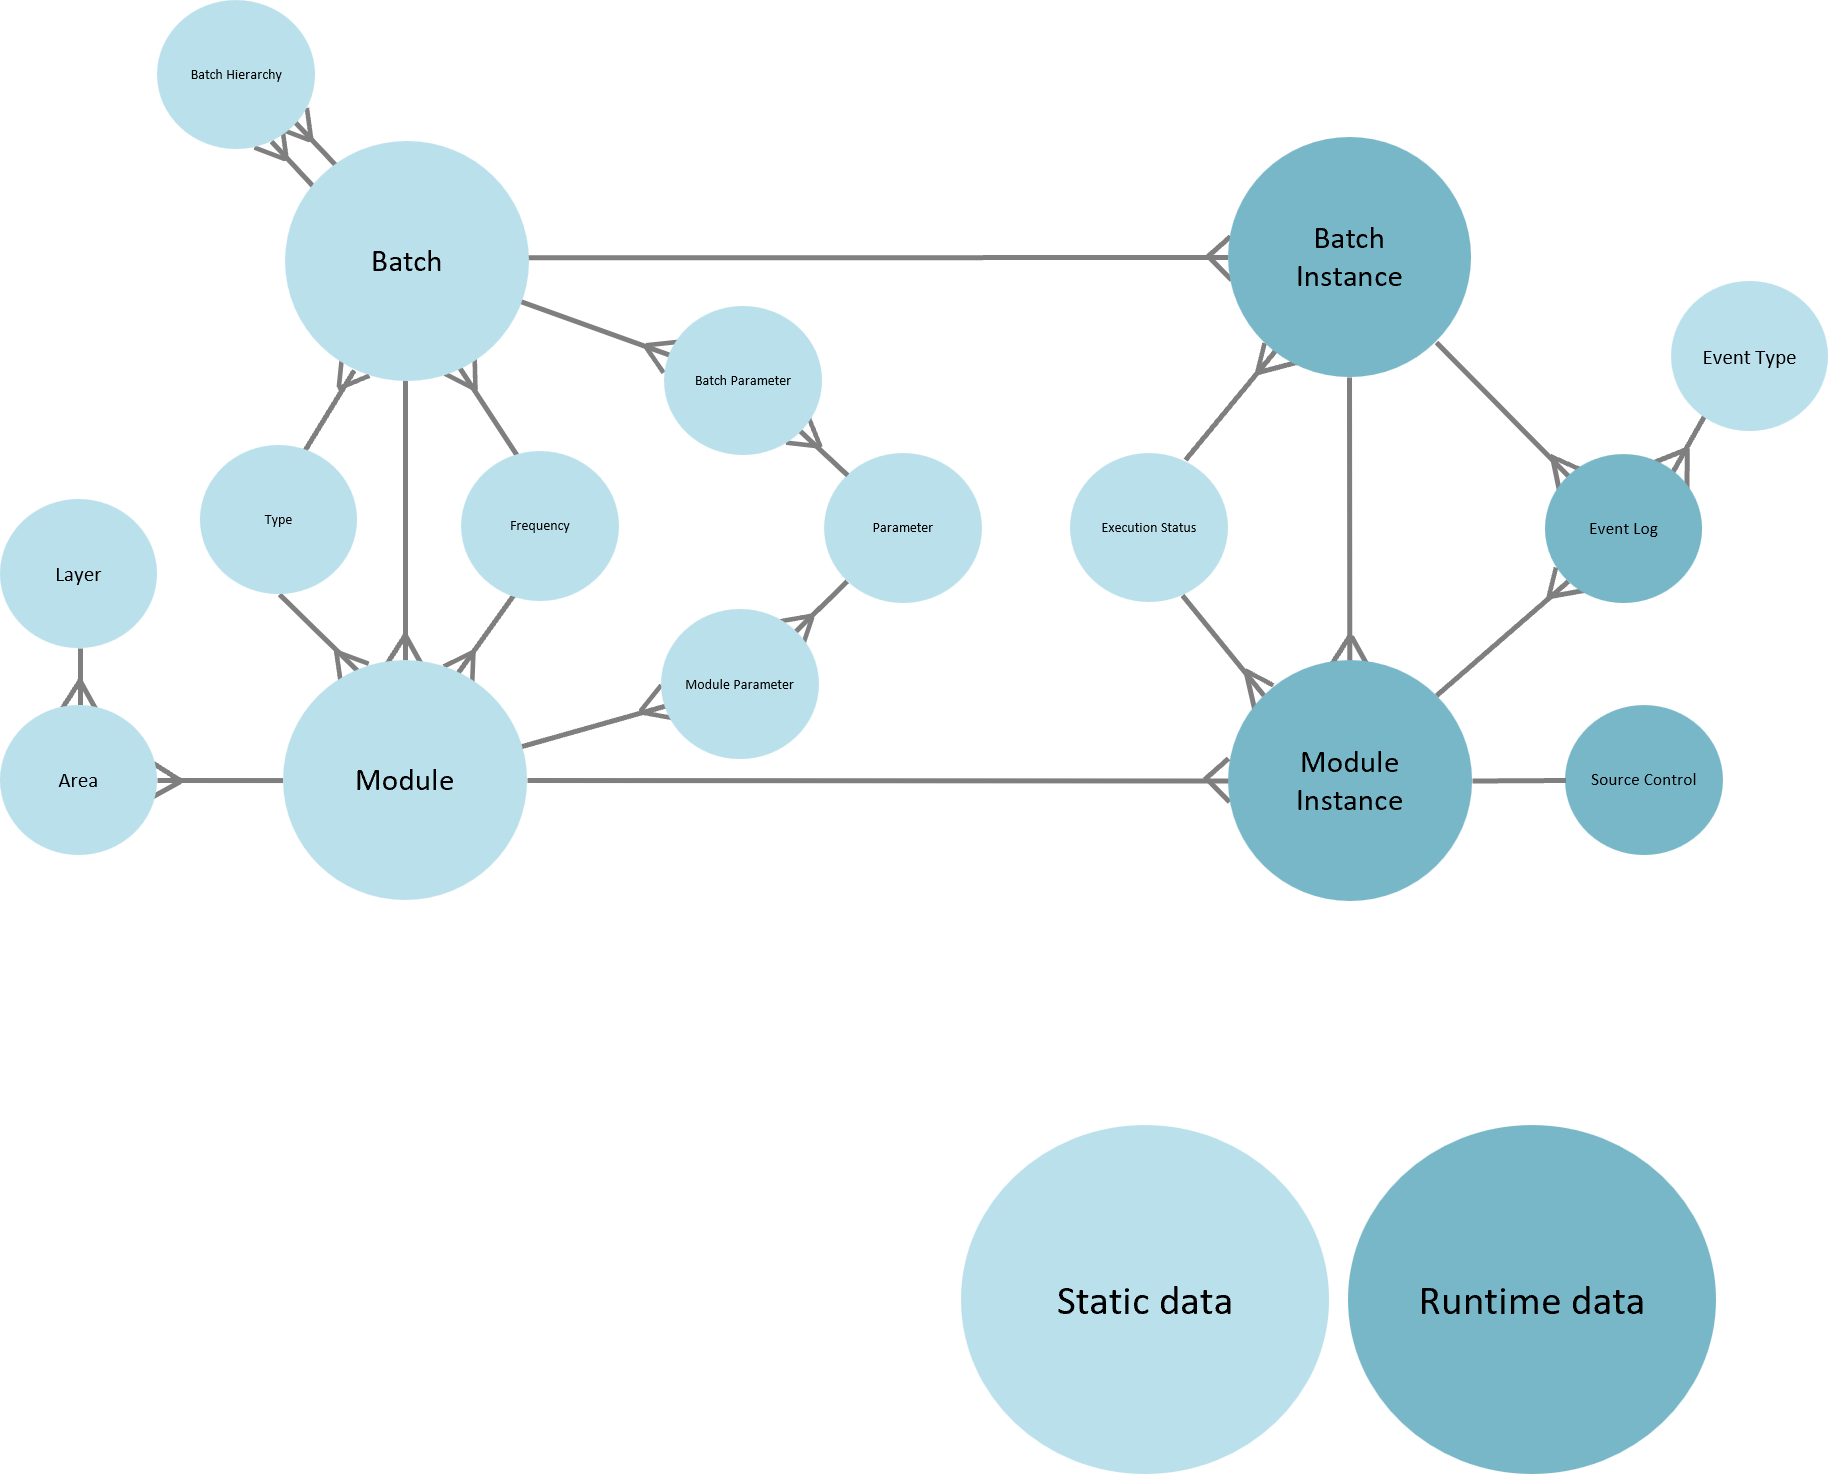 Batch Hierarchy
Batch
Batch
Instance
Event Type
Batch Parameter
Type
Frequency
Parameter
Execution Status
Event Log
Layer
Module Parameter
Area
Module
Module
Instance
Source Control
Static data
Runtime data